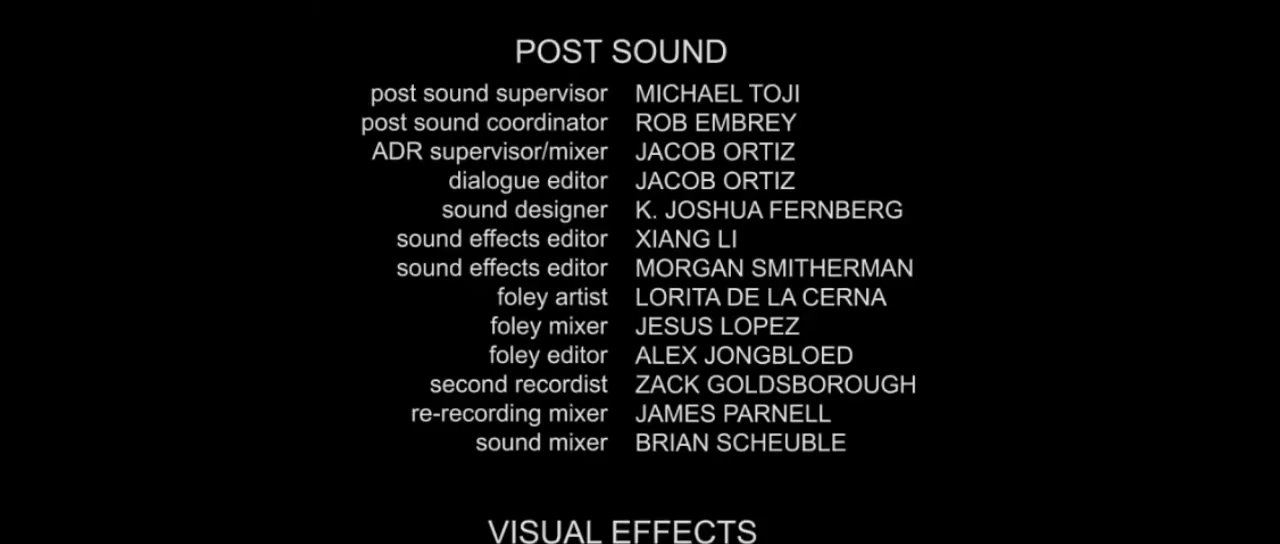 POST SOUND
post sound supervisor MICHAEL TOJI
post sound coordinator ROB EMBREY
ADR supervisor/mixer JACOB ORTIZ
dialogue editor JACOB ORTIZ
sound designer K. JOSHUA FERNBERG
sound effects editor XIANG LI
sound effects editor MORGAN SMITHERMAN
foley artist LORITA DE LA CERNA
foley mixer JESUS LOPEZ
foley editor ALEX JONGBLOED
second recordist ZACK GOLDSBOROUGH
re-recording mixer JAMES PARNELL
sound mixer BRIAN SCHEUBLE
VISUAL EFFECTS